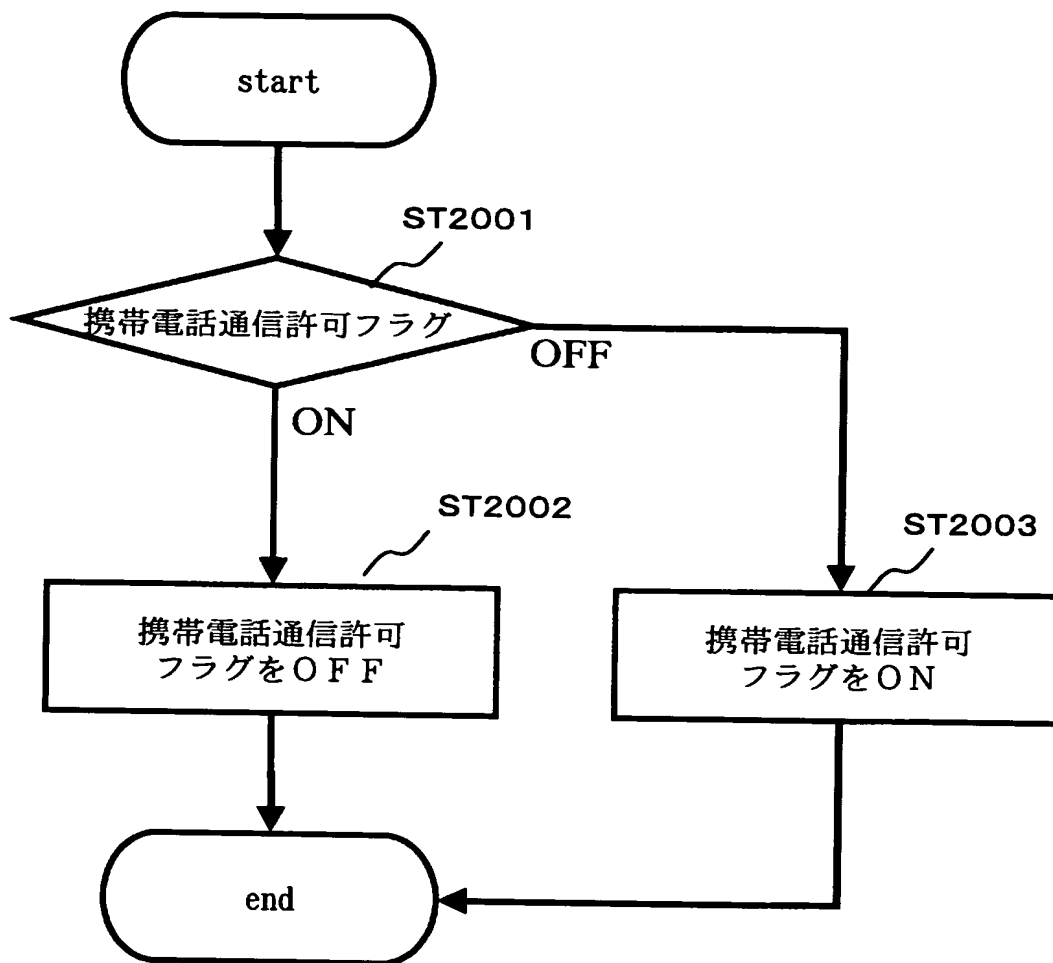 start
ST2001
携帯電話通信許可フラグ
OFF
ON
ST2002
ST2003
携帯電話通信許可
フラグをＯＦＦ
携帯電話通信許可
フラグをＯＮ
end